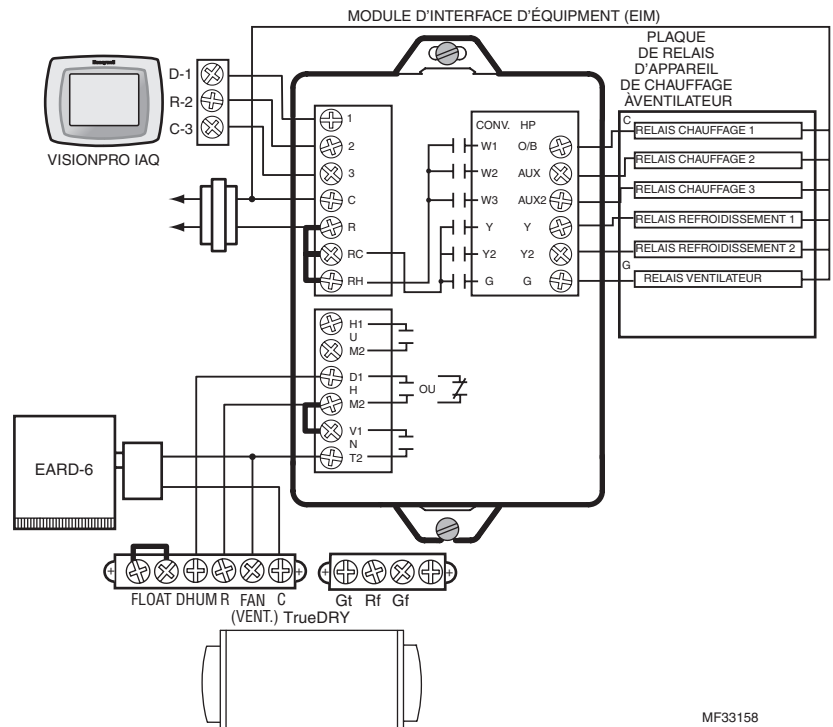 MODULE D'INTERFACE D'ÉQUIPMENT (EIM)
PLAQUE
DE RELAIS
D'APPAREIL
DE CHAUFFAGE
ÀVENTILATEUR
Honeywell
VISIONPRO IAQ
D-1
R-2
C-3
1
2
3
C
R
RC
RH
CONV. HP
W1 O/B
W2 AUX
W3 AUX2
Y Y
Y2 Y2
G G
C
RELAIS CHAUFFAGE 1
RELAIS CHAUFFAGE 2
RELAIS CHAUFFAGE 3
RELAIS REFROIDISSEMENT 1
RELAIS REFROIDISSEMENT 2
G
RELAIS VENTILATEUR
H1
U
M2
D1
H
M2
V1
N
T2
OU
EARD-6
FLOAT DHUM R FAN C
(VENT.) TrueDRY
Gt Rf Gf
MF33158